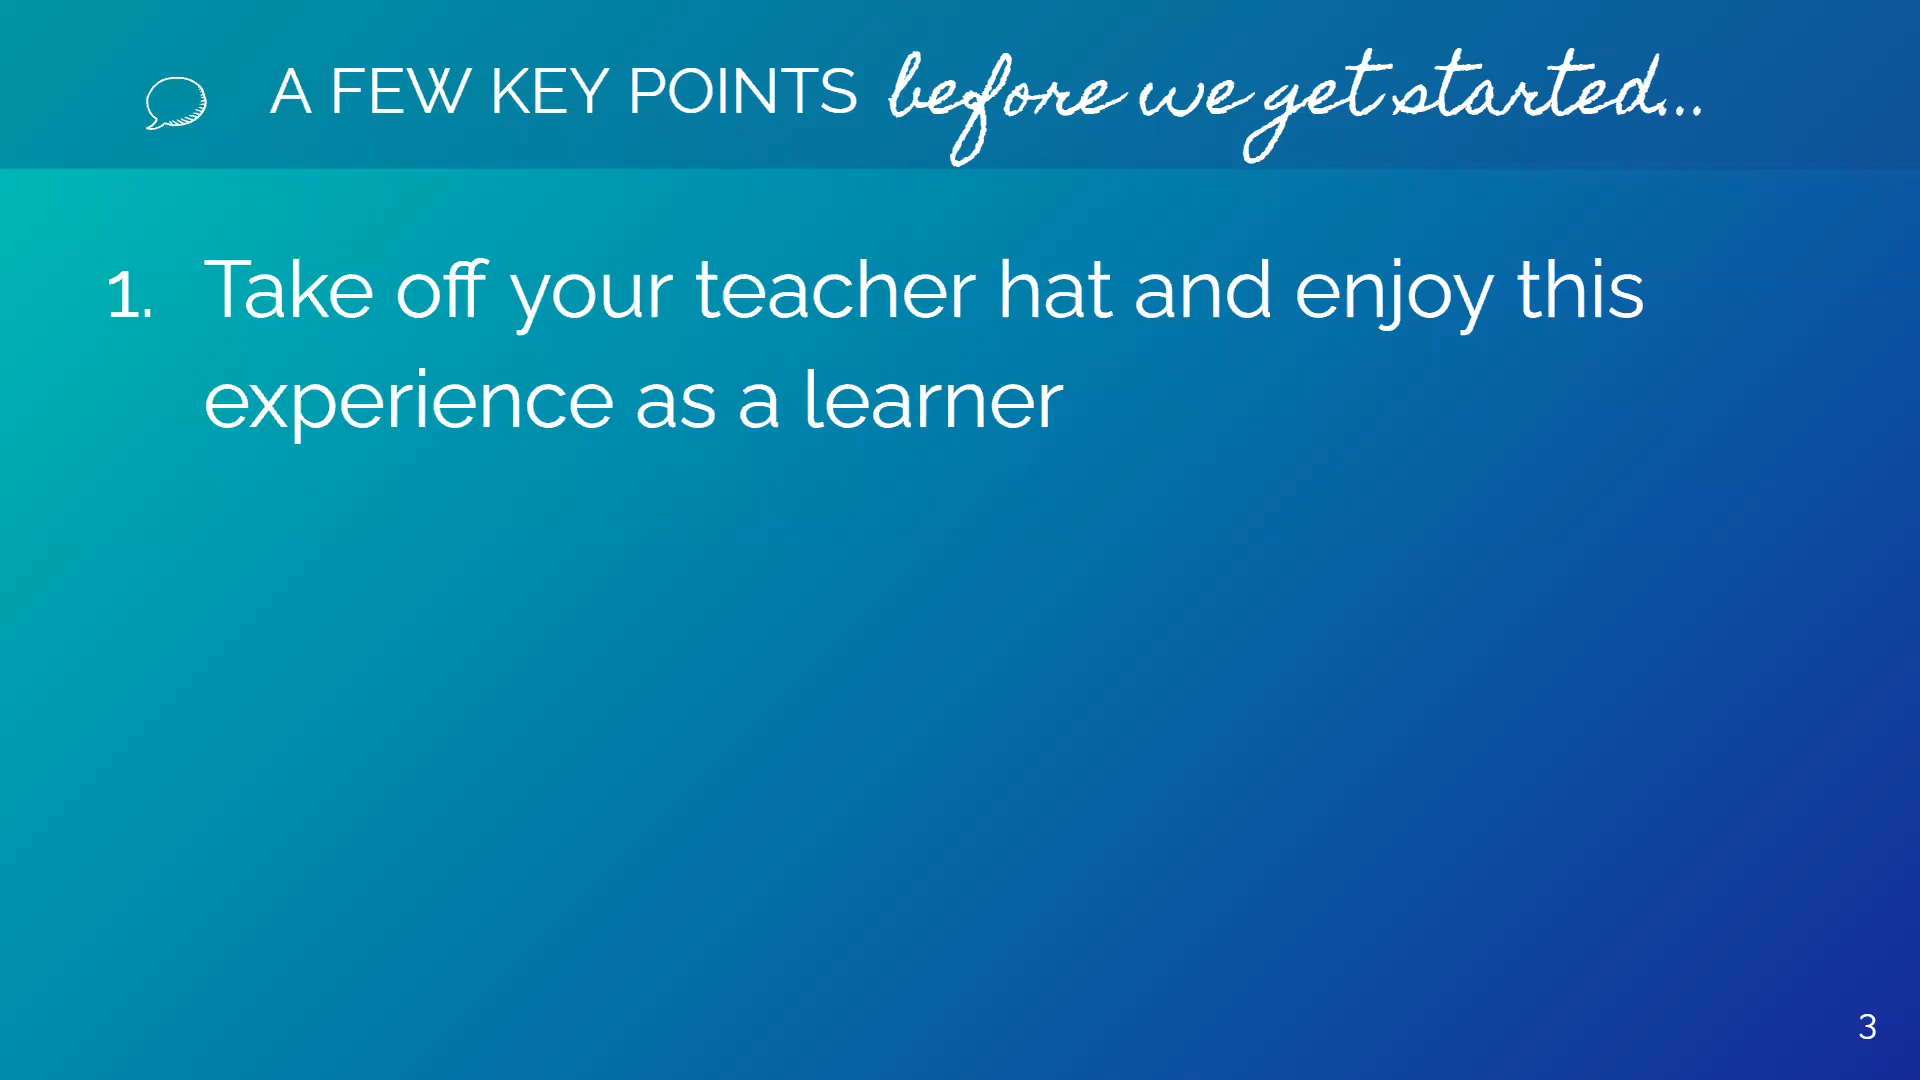 A FEW KEY POINTS before we get started...
1. Take off your teacher hat and enjoy this
experience as a learner
3